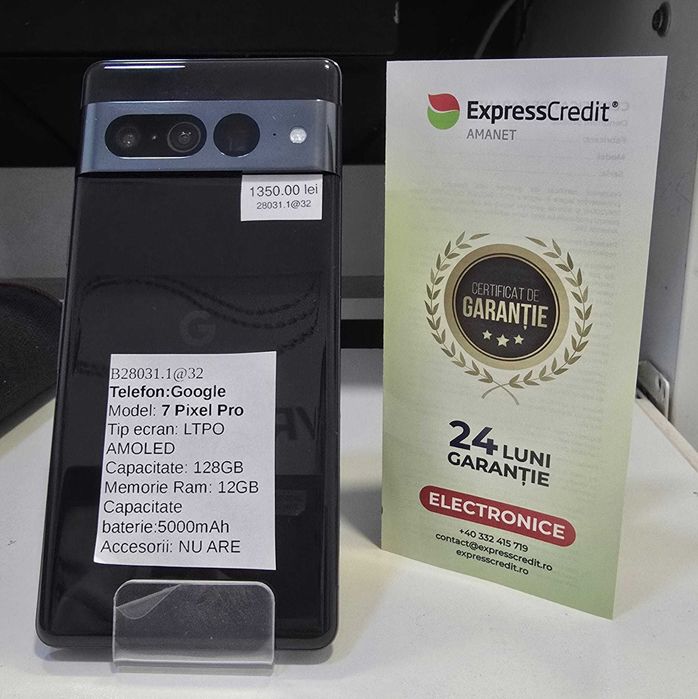 1350.00 lei
28031.1@32
G
B28031.1@32
Telefon:Google
Model: 7 Pixel Pro
Tip ecran: LTPO
AMOLED
Capacitate: 128GB
Memorie Ram: 12GB
Capacitate
baterie:5000mAh
Accesorii: NU ARE
ExpressCredit®
AMANET
CERTIFICAT DE
GARANȚIE
24 LUNI
GARANȚIE
ELECTRONICE
+40 332 415 719
contact@expresscredit.ro
expresscredit.ro